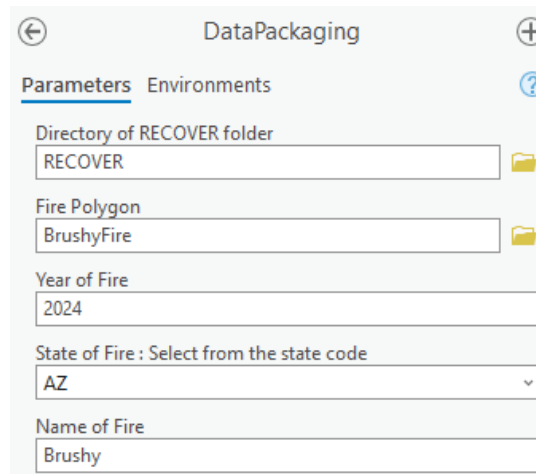 DataPackaging
Parameters Environments
Directory of RECOVER folder
RECOVER
Fire Polygon
BrushyFire
Year of Fire
2024
State of Fire : Select from the state code
AZ
Name of Fire
Brushy